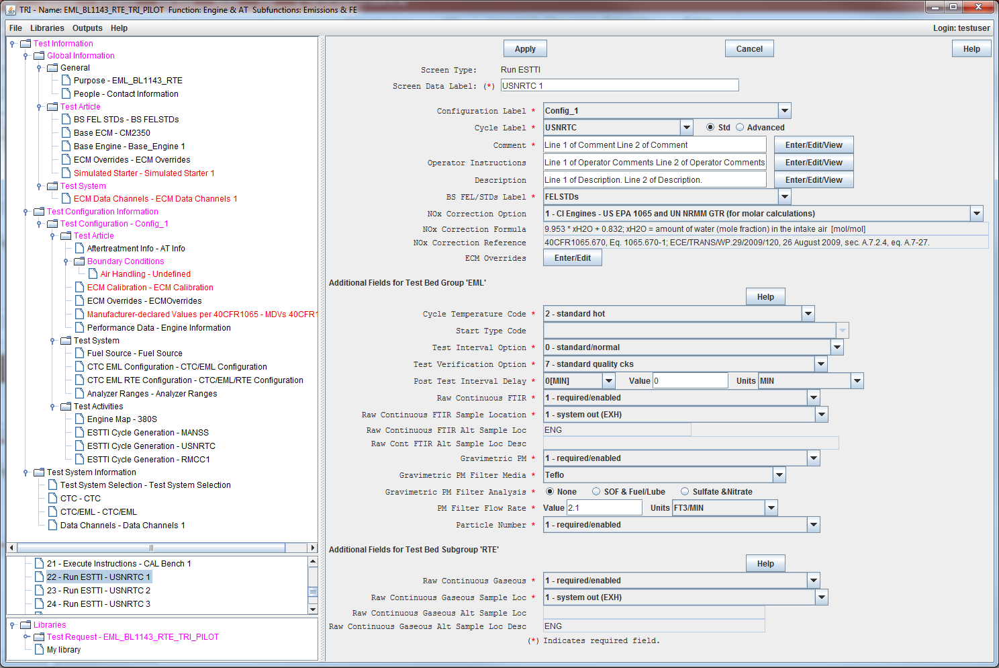 TRI - Name: EML_BL1143_RTE_TRI_PILOT  Function: Engine & AT  Subfunctions: Emissions & FE
File Libraries Outputs Help Login: testuser
Test Information
Global Information
General
Purpose - EML_BL1143_RTE
People - Contact Information
Test Article
BS FEL STDs - BS FELSTDs
Base ECM - CM2350
Base Engine - Base_Engine 1
ECM Overrides - ECM Overrides
Simulated Starter - Simulated Starter 1
Test System
ECM Data Channels - ECM Data Channels 1
Test Configuration Information
Test Configuration - Config_1
Test Article
Aftertreatment Info - AT Info
Boundary Conditions
Air Handling - Undefined
ECM Calibration - ECM Calibration
ECM Overrides - ECMOverrides
Manufacturer-declared Values per 40CFR1065 - MDVs 40CFR1
Performance Data - Engine Information
Test System
Fuel Source - Fuel Source
CTC EML Configuration - CTC/EML Configuration
CTC EML RTE Configuration - CTC/EML/RTE Configuration
Analyzer Ranges - Analyzer Ranges
Test Activities
Engine Map - 380S
ESTTI Cycle Generation - MANSS
ESTTI Cycle Generation - USNRTC
ESTTI Cycle Generation - RMCC1
Test System Information
Test System Selection - Test System Selection
CTC - CTC
CTC/EML - CTC/EML
Data Channels - Data Channels 1
21 - Execute Instructions - CAL Bench 1
22 - Run ESTTI - USNRTC 1
23 - Run ESTTI - USNRTC 2
24 - Run ESTTI - USNRTC 3
Libraries
Test Request - EML_BL1143_RTE_TRI_PILOT
My library
Apply Cancel Help
Screen Type: Run ESTTI
Screen Data Label: (*) USNRTC 1
Configuration Label * Config_1
Cycle Label * USNRTC Std Advanced
Comment * Line 1 of Comment Line 2 of Comment Enter/Edit/View
Operator Instructions Line 1 of Operator Comments Line 2 of Operator Comments Enter/Edit/View
Description Line 1 of Description. Line 2 of Description. Enter/Edit/View
BS FEL/STDs Label * FELSTDs
NOx Correction Option 1 - CI Engines - US EPA 1065 and UN NRMM GTR (for molar calculations)
NOx Correction Formula 9.953 * xH2O + 0.832; xH2O = amount of water (mole fraction) in the intake air  [mol/mol]
NOx Correction Reference 40CFR1065.670, Eq. 1065.670-1; ECE/TRANS/WP.29/2009/120, 26 August 2009, sec. A.7.2.4, eq. A.7-27.
ECM Overrides Enter/Edit
Additional Fields for Test Bed Group 'EML'
Help
Cycle Temperature Code * 2 - standard hot
Start Type Code
Test Interval Option * 0 - standard/normal
Test Verification Option * 7 - standard quality cks
Post Test Interval Delay * 0[MIN] Value 0 Units MIN
Raw Continuous FTIR * 1 - required/enabled
Raw Continuous FTIR Sample Location * 1 - system out (EXH)
Raw Continuous FTIR Alt Sample Loc ENG
Raw Cont FTIR Alt Sample Loc Desc
Gravimetric PM * 1 - required/enabled
Gravimetric PM Filter Media * Teflo
Gravimetric PM Filter Analysis * None SOF & Fuel/Lube Sulfate &Nitrate
PM Filter Flow Rate * Value 2.1 Units FT3/MIN
Particle Number * 1 - required/enabled
Additional Fields for Test Bed Subgroup 'RTE'
Help
Raw Continuous Gaseous * 1 - required/enabled
Raw Continuous Gaseous Sample Loc * 1 - system out (EXH)
Raw Continuous Gaseous Alt Sample Loc
Raw Continuous Gaseous Alt Sample Loc Desc ENG
(*) Indicates required field.